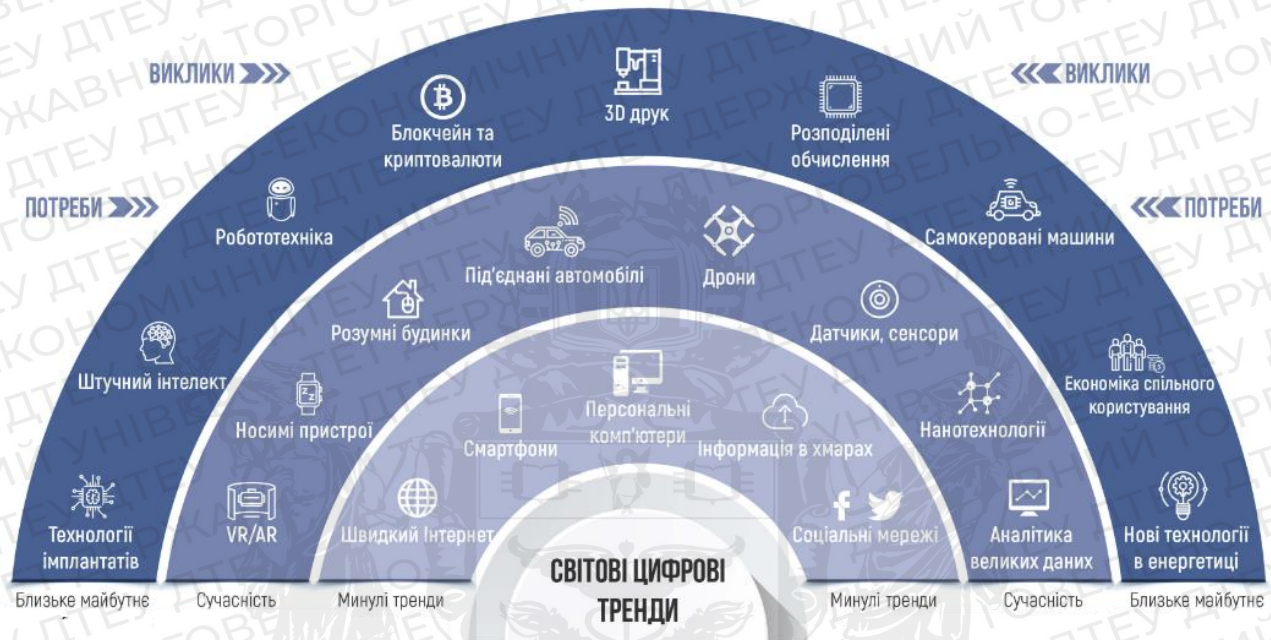 ВИКЛИКИ
ВИКЛИКИ
3D друк
Блокчейн та
криптовалюти
Розподілені
обчислення
ПОТРЕБИ
ПОТРЕБИ
Робототехніка
Самокеровані машини
Під'єднані автомобілі
Дрони
Розумні будинки
Датчики, сенсори
Штучний інтелект
Економіка спільного
користування
Носимі пристрої
Смартфони
Персональні
комп'ютери
Інформація в хмарах
Нанотехнології
Технології
імплантатів
VR/AR
Швидкий Інтернет
Соціальні мережі
Аналітика
великих даних
Нові технології
в енергетиці
СВІТОВІ ЦИФРОВІ
ТРЕНДИ
Близьке майбутнє
Сучасність
Минулі тренди
Минулі тренди
Сучасність
Близьке майбутнє